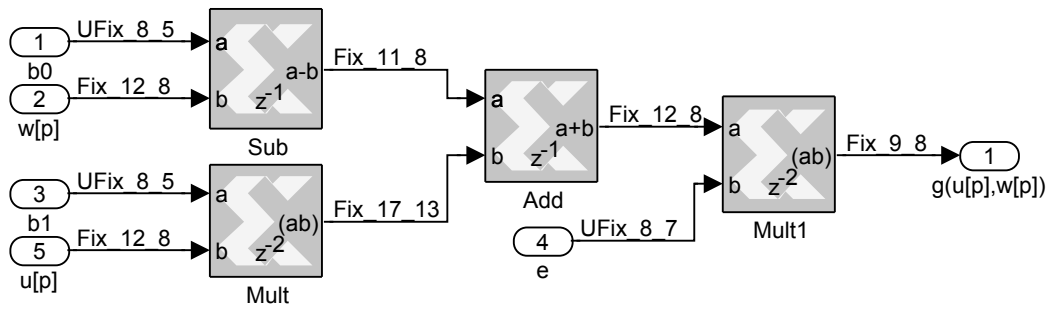 1
UFix_8_5
b0
2
Fix_12_8
w[p]
a
b
a-b
z-1
Sub
Fix_11_8
3
UFix_8_5
b1
5
Fix_12_8
u[p]
a
b
(ab)
z-2
Mult
Fix_17_13
a
b
a+b
z-1
Add
Fix_12_8
4
UFix_8_7
e
a
b
(ab)
z-2
Mult1
Fix_9_8
1
g(u[p],w[p])